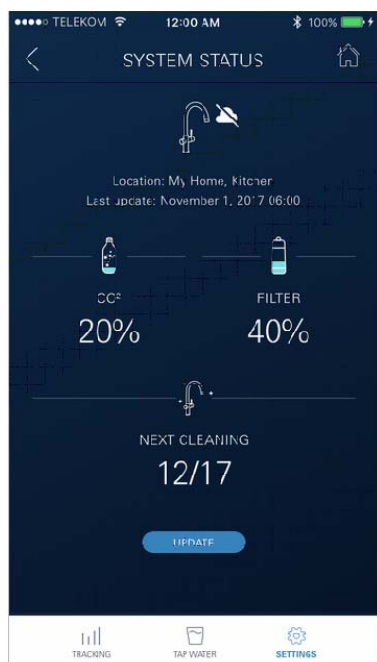 TELEKOM 12:00 AM 100%
SYSTEM STATUS
Location: My Home, Kitchen
Last update: November 1, 2017 06:00
CO² FILTER
20% 40%
NEXT CLEANING
12/17
UPDATE
TRACKING TAP WATER SETTINGS